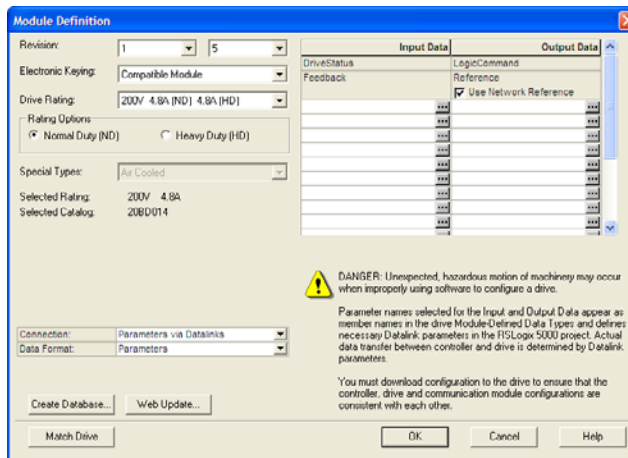 Module Definition
Revision: 1 5
Electronic Keying: Compatible Module
Drive Rating: 200V 4.8A (ND) 4.8A (HD)
Rating Options
Normal Duty (ND) Heavy Duty (HD)
Special Types: Air Cooled
Selected Rating: 200V 4.8A
Selected Catalog: 20BD014
Connection: Parameters via Datalinks
Data Format: Parameters
Create Database... Web Update...
Match Drive
Input Data Output Data
DriveStatus LogicCommand
Feedback Reference
Use Network Reference
DANGER: Unexpected, hazardous motion of machinery may occur
when improperly using software to configure a drive.
Parameter names selected for the Input and Output Data appear as
member names in the drive Module-Defined Data Types and defines
necessary Datalink parameters in the RSLogix 5000 project. Actual
data transfer between controller and drive is determined by Datalink
parameters.
You must download configuration to the drive to ensure that the
controller, drive and communication module configurations are
consistent with each other.
OK Cancel Help